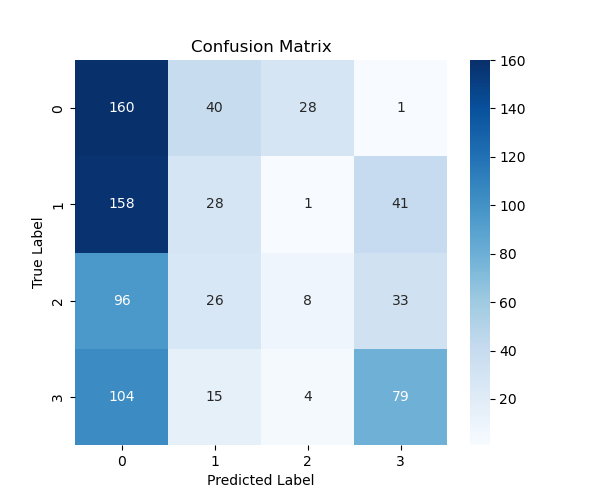 Confusion Matrix
0 160 40 28 1
1 158 28 1 41
2 96 26 8 33
3 104 15 4 79
0 1 2 3
Predicted Label
True Label
160
140
120
100
80
60
40
20